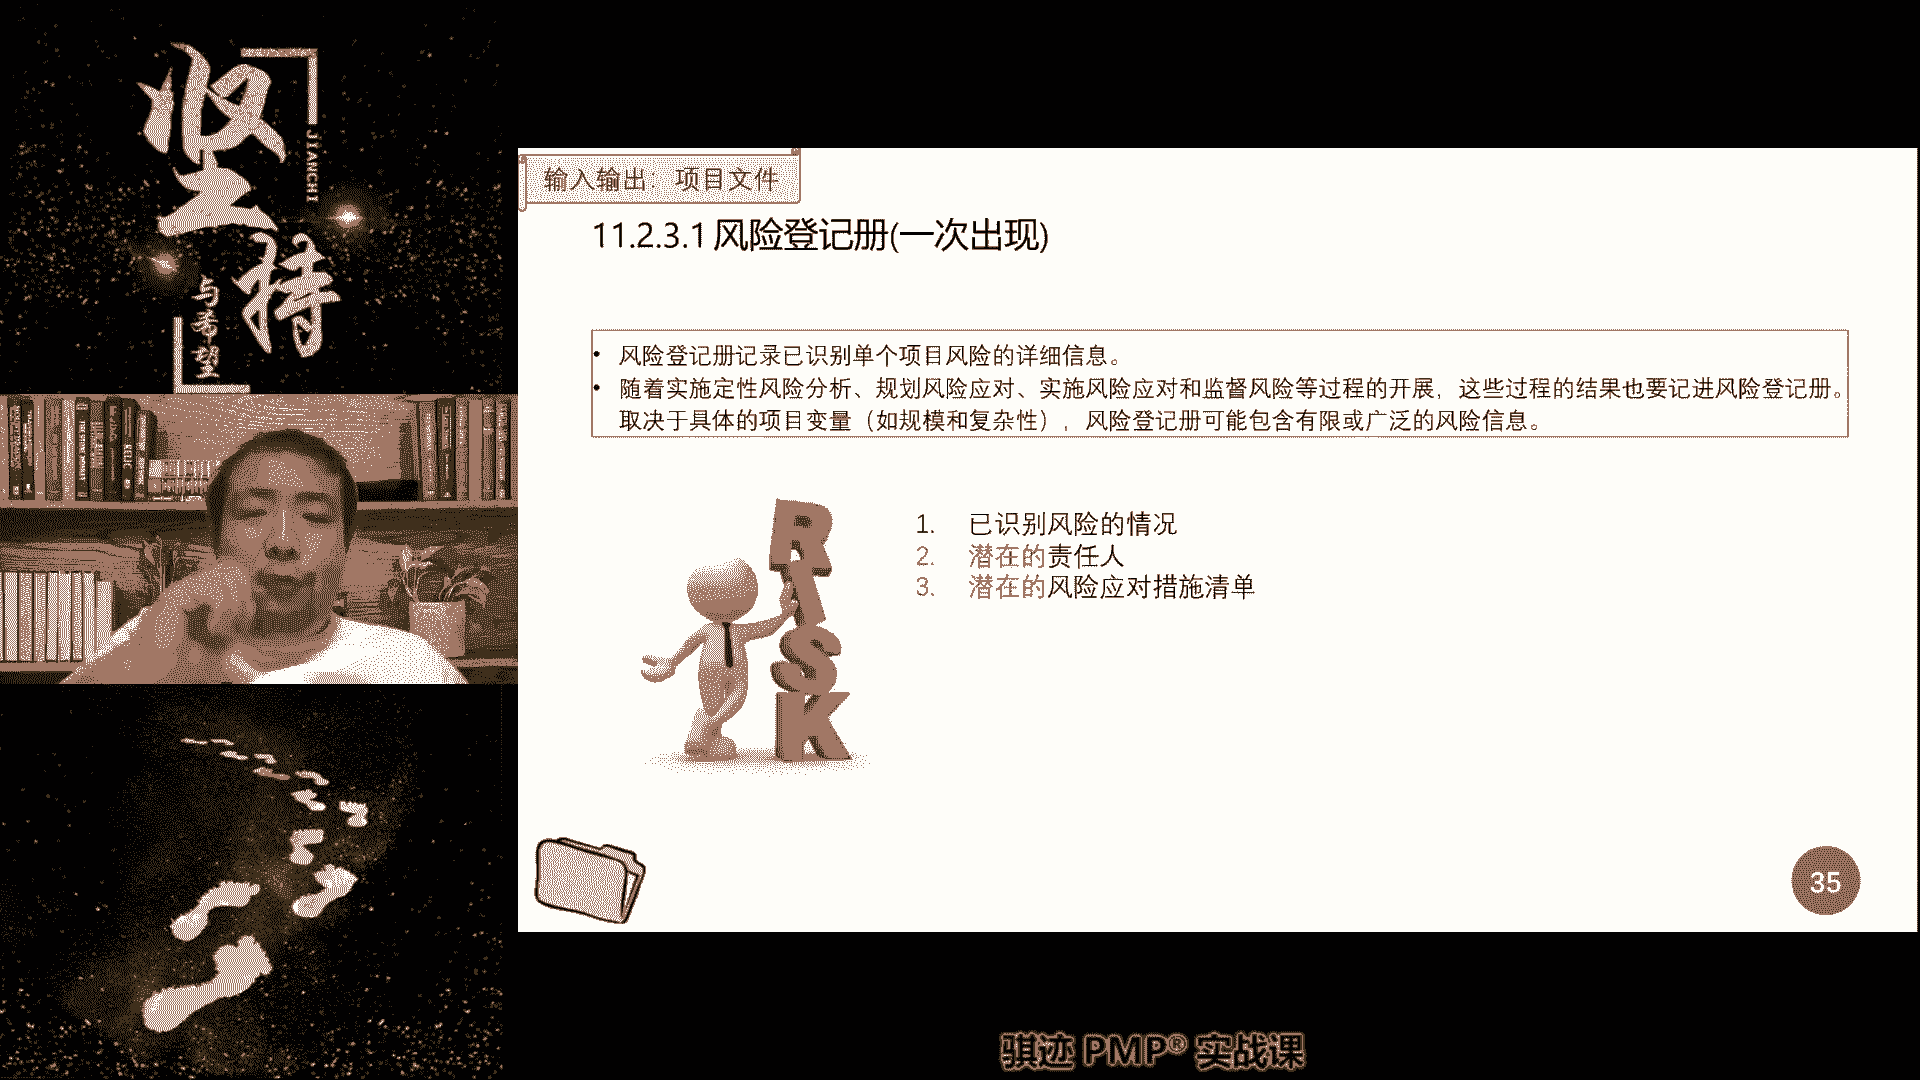 坚持
JIANCHI
与希望
输入输出：项目文件
11.2.3.1 风险登记册(一次出现)
• 风险登记册记录已识别单个项目风险的详细信息。
• 随着实施定性风险分析、规划风险应对、实施风险应对和监督风险等过程的开展，这些过程的结果也要记进风险登记册。
取决于具体的项目变量（如规模和复杂性），风险登记册可能包含有限或广泛的风险信息。
1. 已识别风险的情况
2. 潜在的责任人
3. 潜在的风险应对措施清单
RISK
35
骐迹 PMP® 实战课